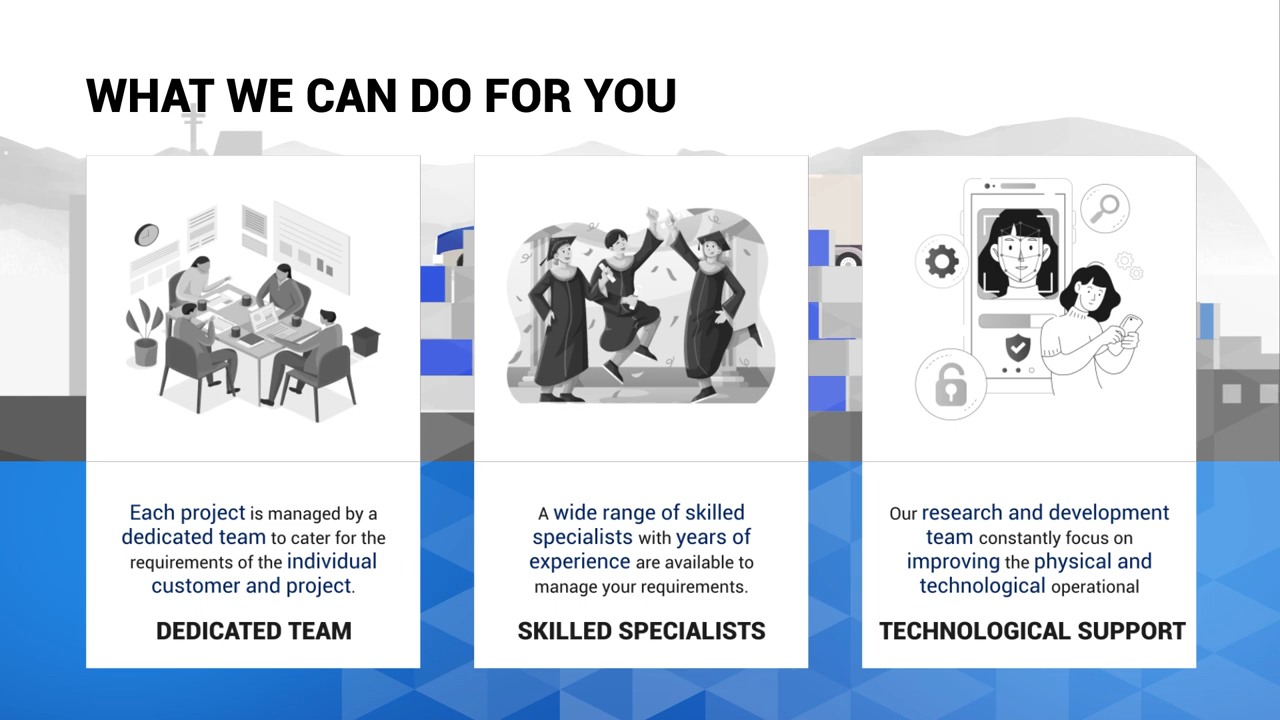 WHAT WE CAN DO FOR YOU
Each project is managed by a
dedicated team to cater for the
requirements of the individual
customer and project.
DEDICATED TEAM
A wide range of skilled
specialists with years of
experience are available to
manage your requirements.
SKILLED SPECIALISTS
Our research and development
team constantly focus on
improving the physical and
technological operational
TECHNOLOGICAL SUPPORT